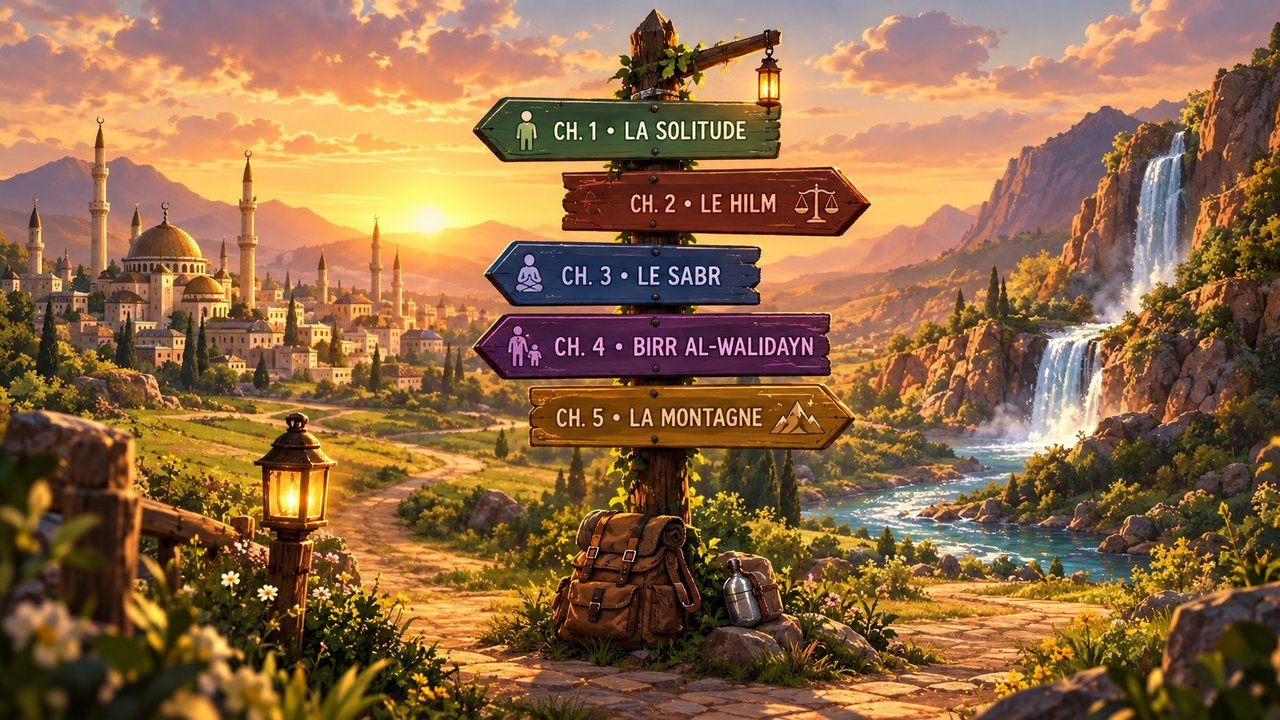 CH. 1 • LA SOLITUDE
CH. 2 • LE HILM
CH. 3 • LE SABR
CH. 4 • BIRR AL-WALIDAYN
CH. 5 • LA MONTAGNE